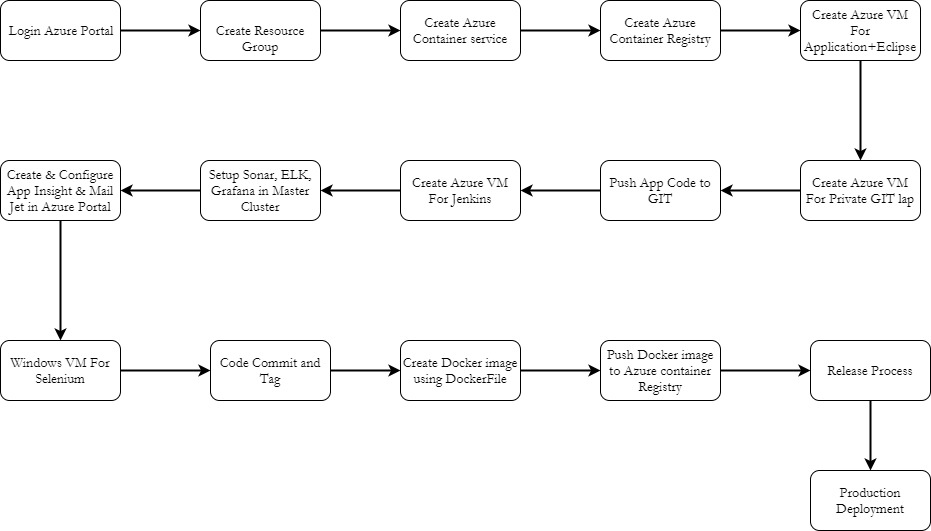 Login Azure Portal
Create Resource
Group
Create Azure
Container service
Create Azure
Container Registry
Create Azure VM
For
Application+Eclipse
Create Azure VM
For Private GIT lap
Push App Code to
GIT
Create Azure VM
For Jenkins
Setup Sonar, ELK,
Grafana in Master
Cluster
Create & Configure
App Insight & Mail
Jet in Azure Portal
Windows VM For
Selenium
Code Commit and
Tag
Create Docker image
using DockerFile
Push Docker image
to Azure container
Registry
Release Process
Production
Deployment